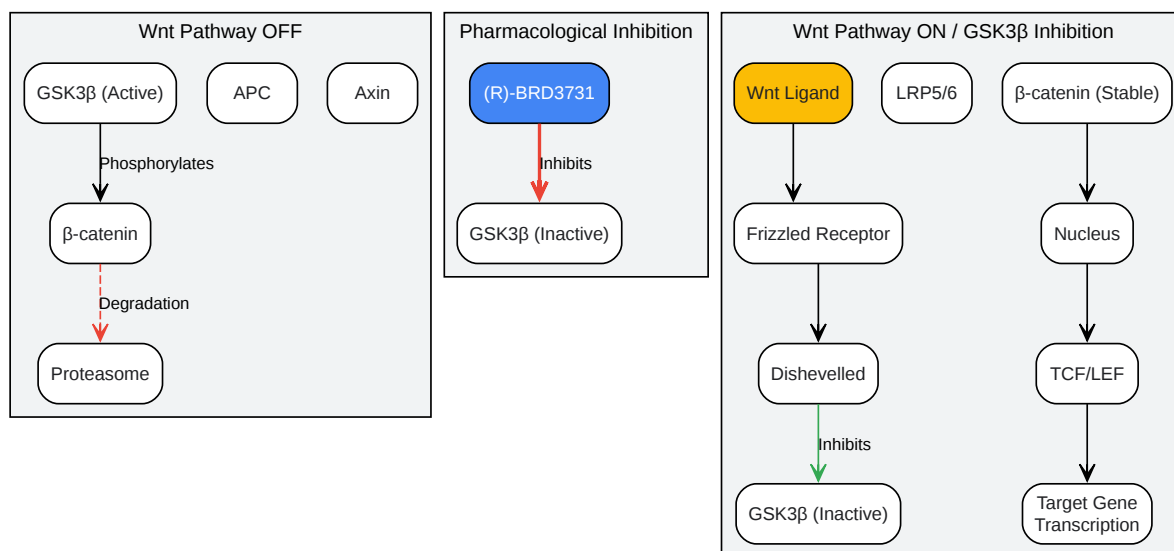 Wnt Pathway OFF
GSK3β (Active)
APC
Axin
Phosphorylates
β-catenin
Degradation
Proteasome
Pharmacological Inhibition
(R)-BRD3731
Inhibits
GSK3β (Inactive)
Wnt Pathway ON / GSK3β Inhibition
Wnt Ligand
LRP5/6
β-catenin (Stable)
Frizzled Receptor
Nucleus
Dishevelled
TCF/LEF
Inhibits
GSK3β (Inactive)
Target Gene
Transcription